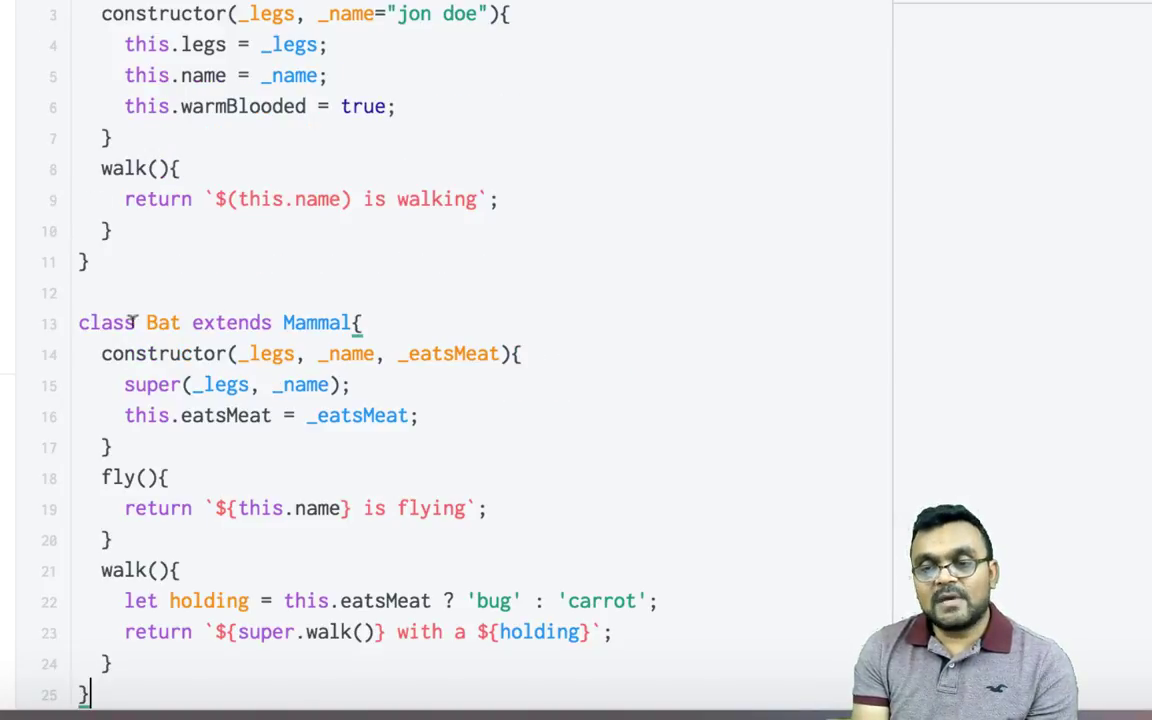 3 constructor(_legs, _name="jon doe"){
4 this.legs = _legs;
5 this.name = _name;
6 this.warmBlooded = true;
7 }
8 walk(){
9 return `$(this.name) is walking`;
10 }
11 }
12
13 class Bat extends Mammal{
14 constructor(_legs, _name, _eatsMeat){
15 super(_legs, _name);
16 this.eatsMeat = _eatsMeat;
17 }
18 fly(){
19 return `${this.name} is flying`;
20 }
21 walk(){
22 let holding = this.eatsMeat ? 'bug' : 'carrot';
23 return `${super.walk()} with a ${holding}`;
24 }
25 }